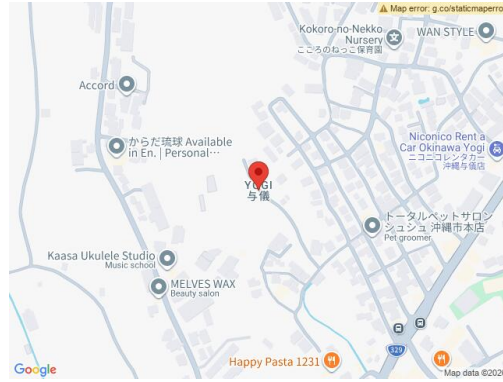 Map error: g.co/staticmaperro
Kokoro-no-Nekko
Nursery
こころのねっこ保育園
WAN STYLE
Accord
からだ琉球 Available
in En. | Personal…
Niconico Rent a
Car Okinawa Yogi
ニコニコレンタカー
沖縄与儀店
YOGI
与儀
トータルペットサロン
シュシュ 沖縄市本店
Pet groomer
Kaasa Ukulele Studio
Music school
MELVES WAX
Beauty salon
329
Happy Pasta 1231
Google
Map data ©202